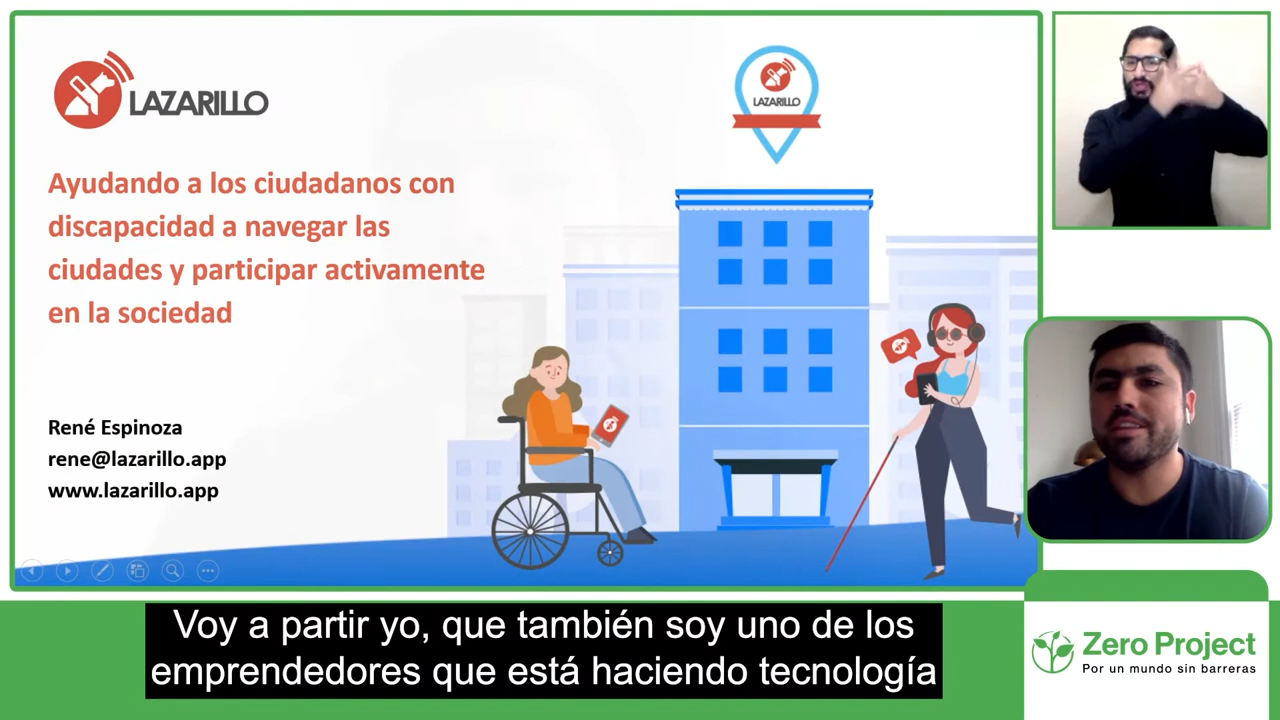 LAZARILLO
LAZARILLO
Ayudando a los ciudadanos con
discapacidad a navegar las
ciudades y participar activamente
en la sociedad
René Espinoza
rene@lazarillo.app
www.lazarillo.app
Voy a partir yo, que también soy uno de los
emprendedores que está haciendo tecnología
Zero Project
Por un mundo sin barreras